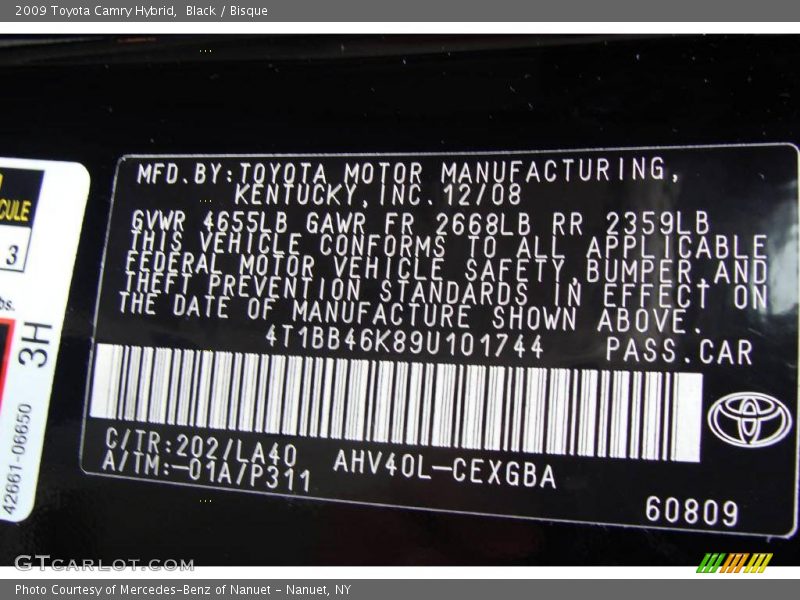 2009 Toyota Camry Hybrid, Black / Bisque
MFD.BY:TOYOTA MOTOR MANUFACTURING,
KENTUCKY,INC.12/08
GVWR 4655LB GAWR FR 2668LB RR 2359LB
THIS VEHICLE CONFORMS TO ALL APPLICABLE
FEDERAL MOTOR VEHICLE SAFETY,BUMPER,AND
THEFT PREVENTION STANDARDS IN EFFECT ON
THE DATE OF MANUFACTURE SHOWN ABOVE.
4T1BB46K89U101744 PASS.CAR
C/TR:202/LA40
A/TM:-01A/P311
AHV40L-CEXGBA
60809
3
3H
42661-06650
GTCARLOT.COM
Photo Courtesy of Mercedes-Benz of Nanuet - Nanuet, NY